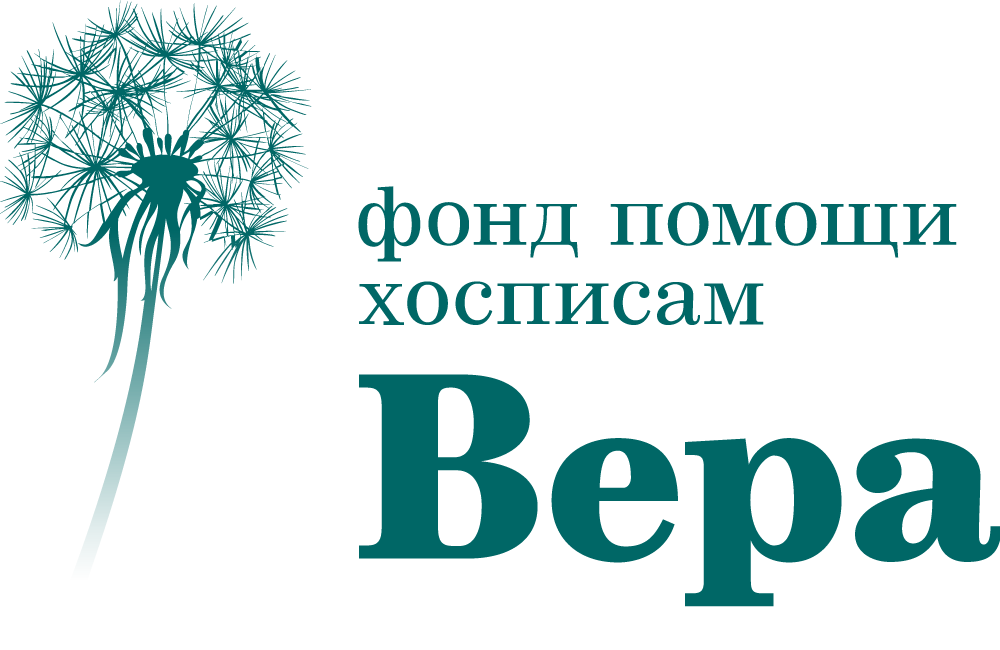 фонд помощи
хосписам
Вера